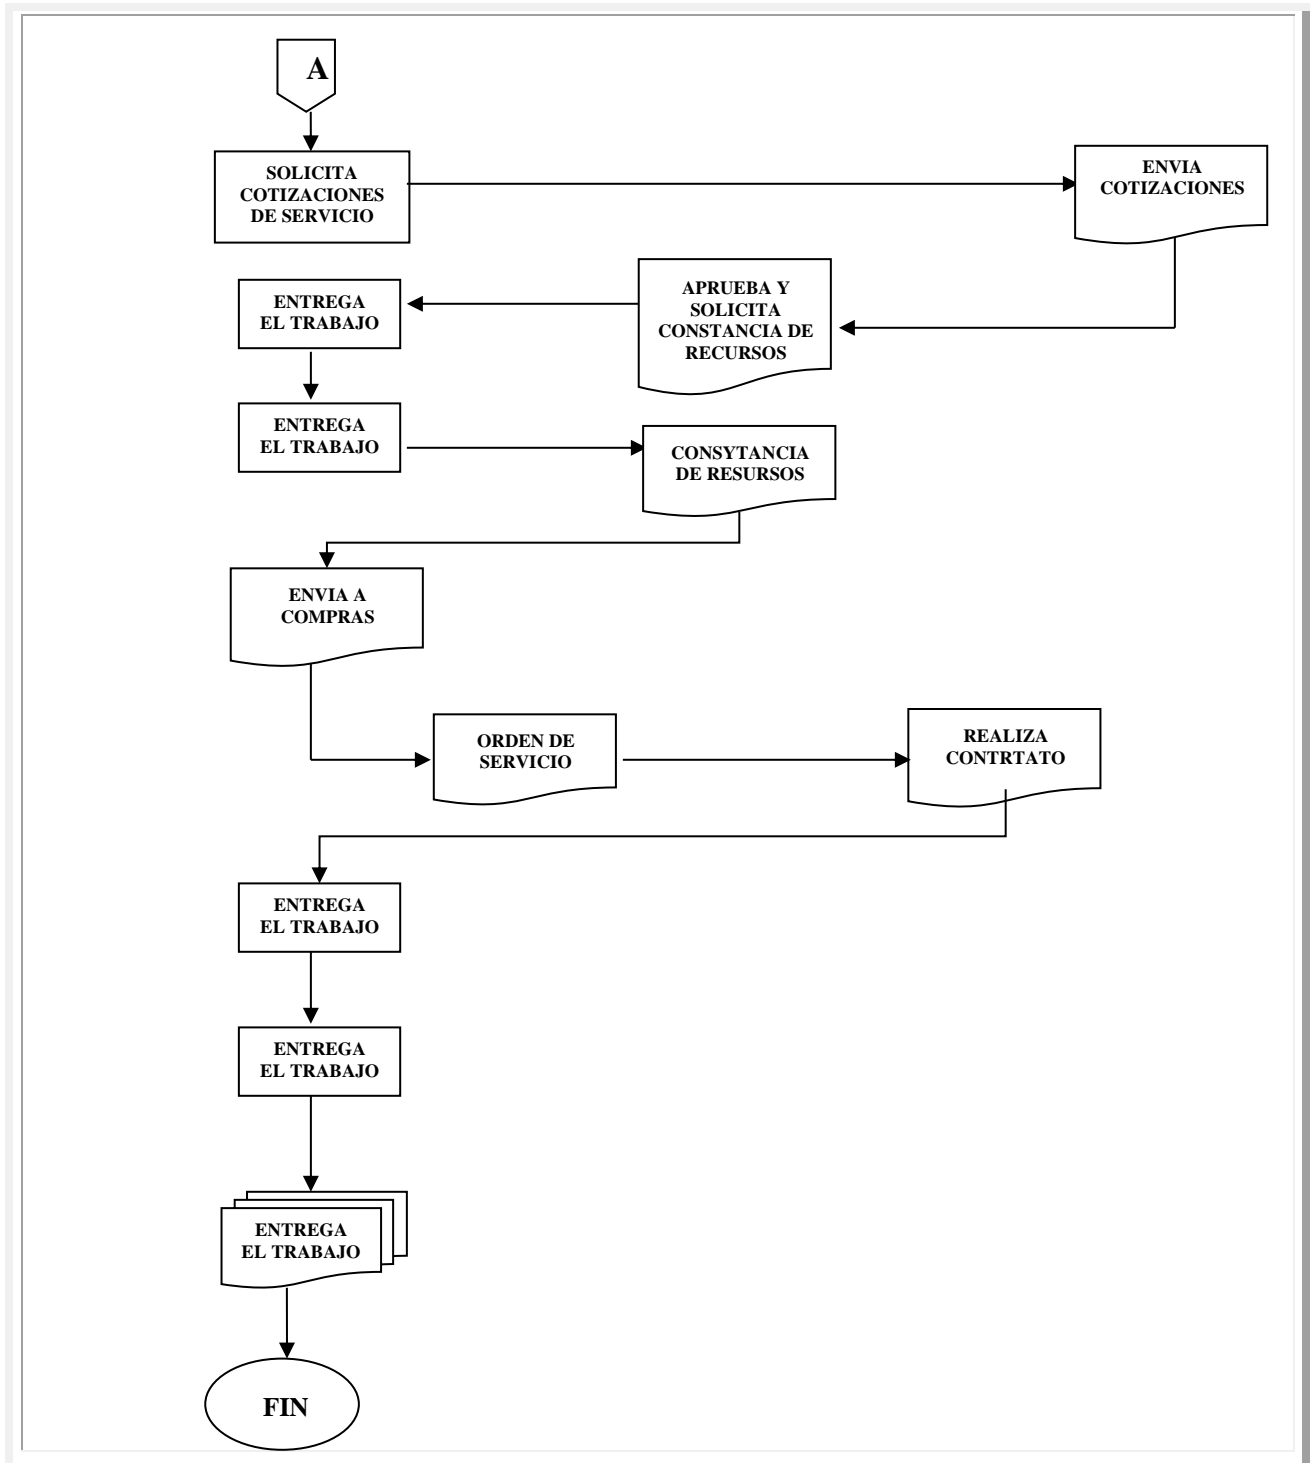 A
SOLICITA
COTIZACIONES
DE SERVICIO
ENVIA
COTIZACIONES
APRUEBA Y
SOLICITA
CONSTANCIA DE
RECURSOS
ENTREGA
EL TRABAJO
ENTREGA
EL TRABAJO
CONSYTANCIA
DE RESURSOS
ENVIA A
COMPRAS
ORDEN DE
SERVICIO
REALIZA
CONTRTATO
ENTREGA
EL TRABAJO
ENTREGA
EL TRABAJO
ENTREGA
EL TRABAJO
FIN